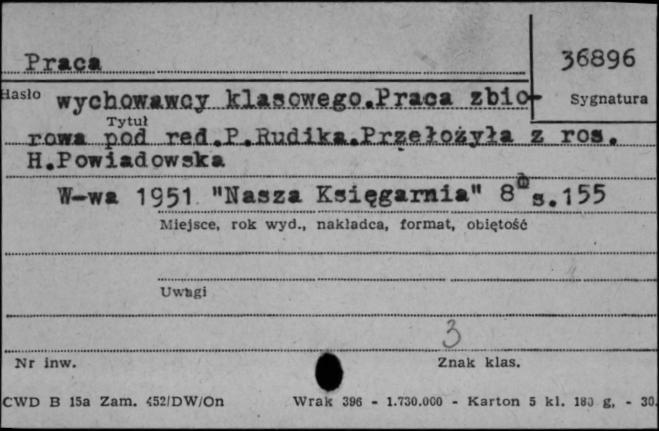 Praca
36896
Hasło
Sygnatura
wychowawcy klasowego.Praca zbio-
Tytuł
rowa pod red.P.Rudika.Przełożyła z ros.
H.Powiadowska
W-wa 1951 "Nasza Księgarnia" 8° s.155
Miejsce, rok wyd., nakładca, format, objętość
Uwagi
3
Nr inw.
Znak klas.
CWD B 15a Zam. 452/DW/On
Wrak 396 - 1.730.000 - Karton 5 kl. 180 g, - 30.